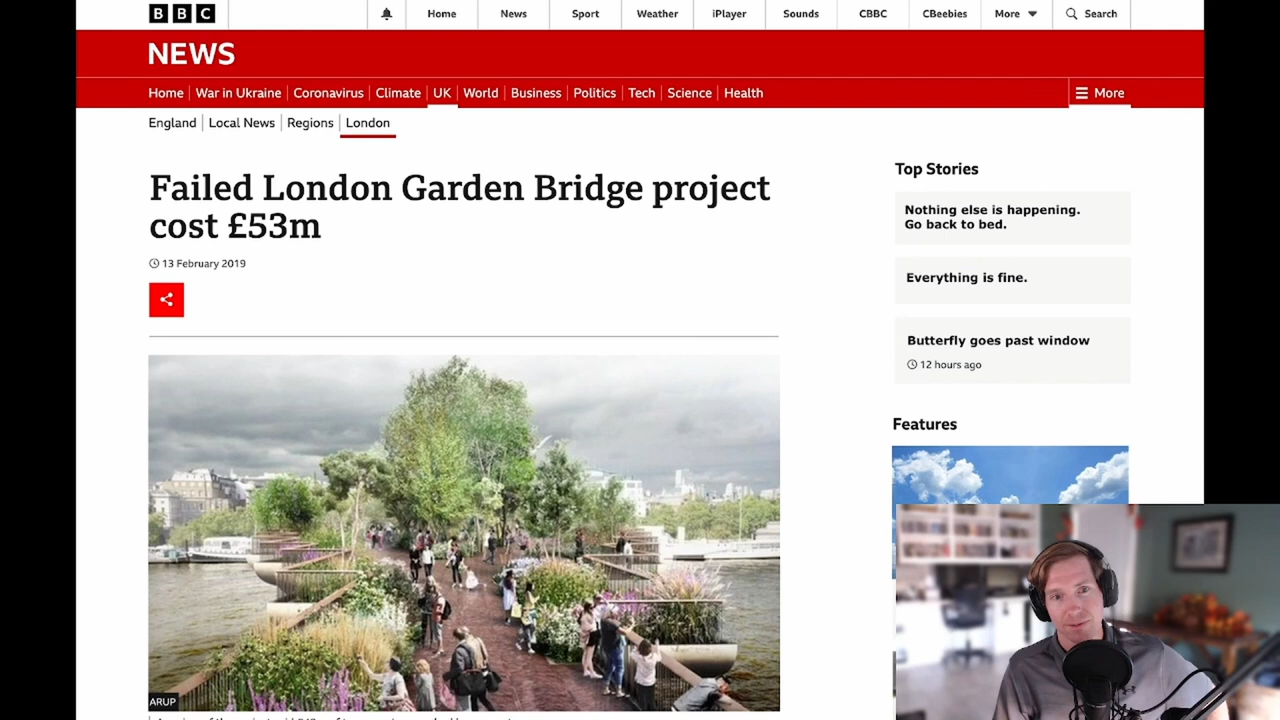 BBC
Home
News
Sport
Weather
iPlayer
Sounds
CBBC
CBeebies
More
Search
NEWS
Home
War in Ukraine
Coronavirus
Climate
UK
World
Business
Politics
Tech
Science
Health
More
England
Local News
Regions
London
Failed London Garden Bridge project
cost £53m
13 February 2019
Top Stories
Nothing else is happening.
Go back to bed.
Everything is fine.
Butterfly goes past window
12 hours ago
Features
ARUP